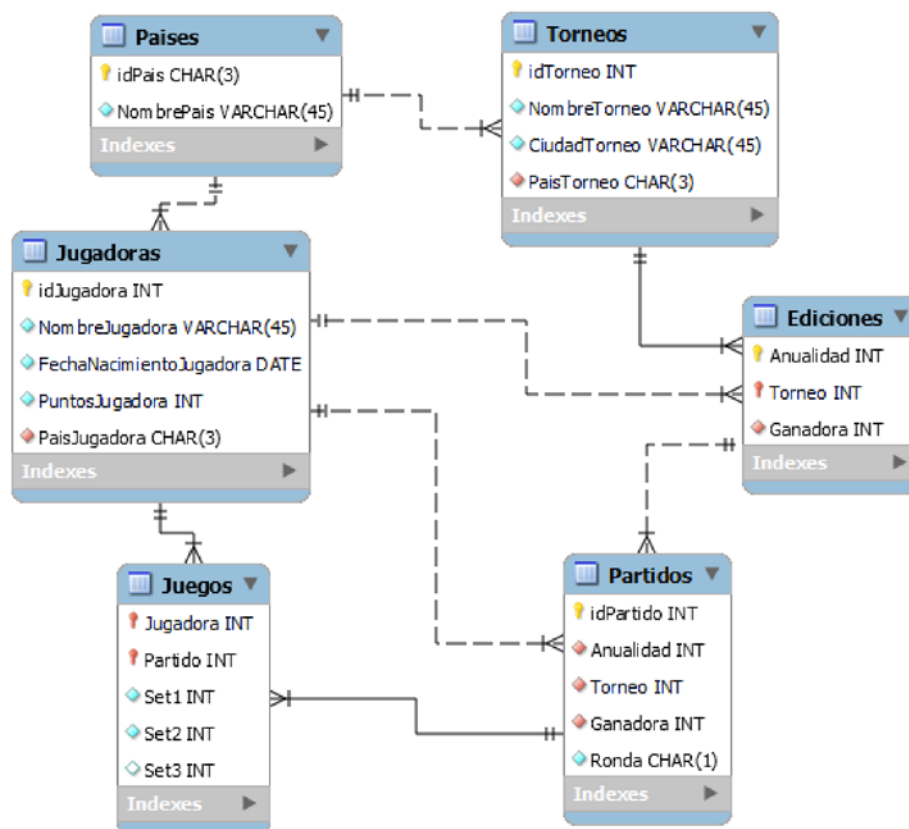 Paises
idPais CHAR(3)
NombrePais VARCHAR(45)
Indexes
Torneos
idTorneo INT
NombreTorneo VARCHAR(45)
CiudadTorneo VARCHAR(45)
PaisTorneo CHAR(3)
Indexes
Jugadoras
idJugadora INT
NombreJugadora VARCHAR(45)
FechaNacimientoJugadora DATE
PuntosJugadora INT
PaisJugadora CHAR(3)
Indexes
Ediciones
Anualidad INT
Torneo INT
Ganadora INT
Indexes
Juegos
Jugadora INT
Partido INT
Set1 INT
Set2 INT
Set3 INT
Indexes
Partidos
idPartido INT
Anualidad INT
Torneo INT
Ganadora INT
Ronda CHAR(1)
Indexes